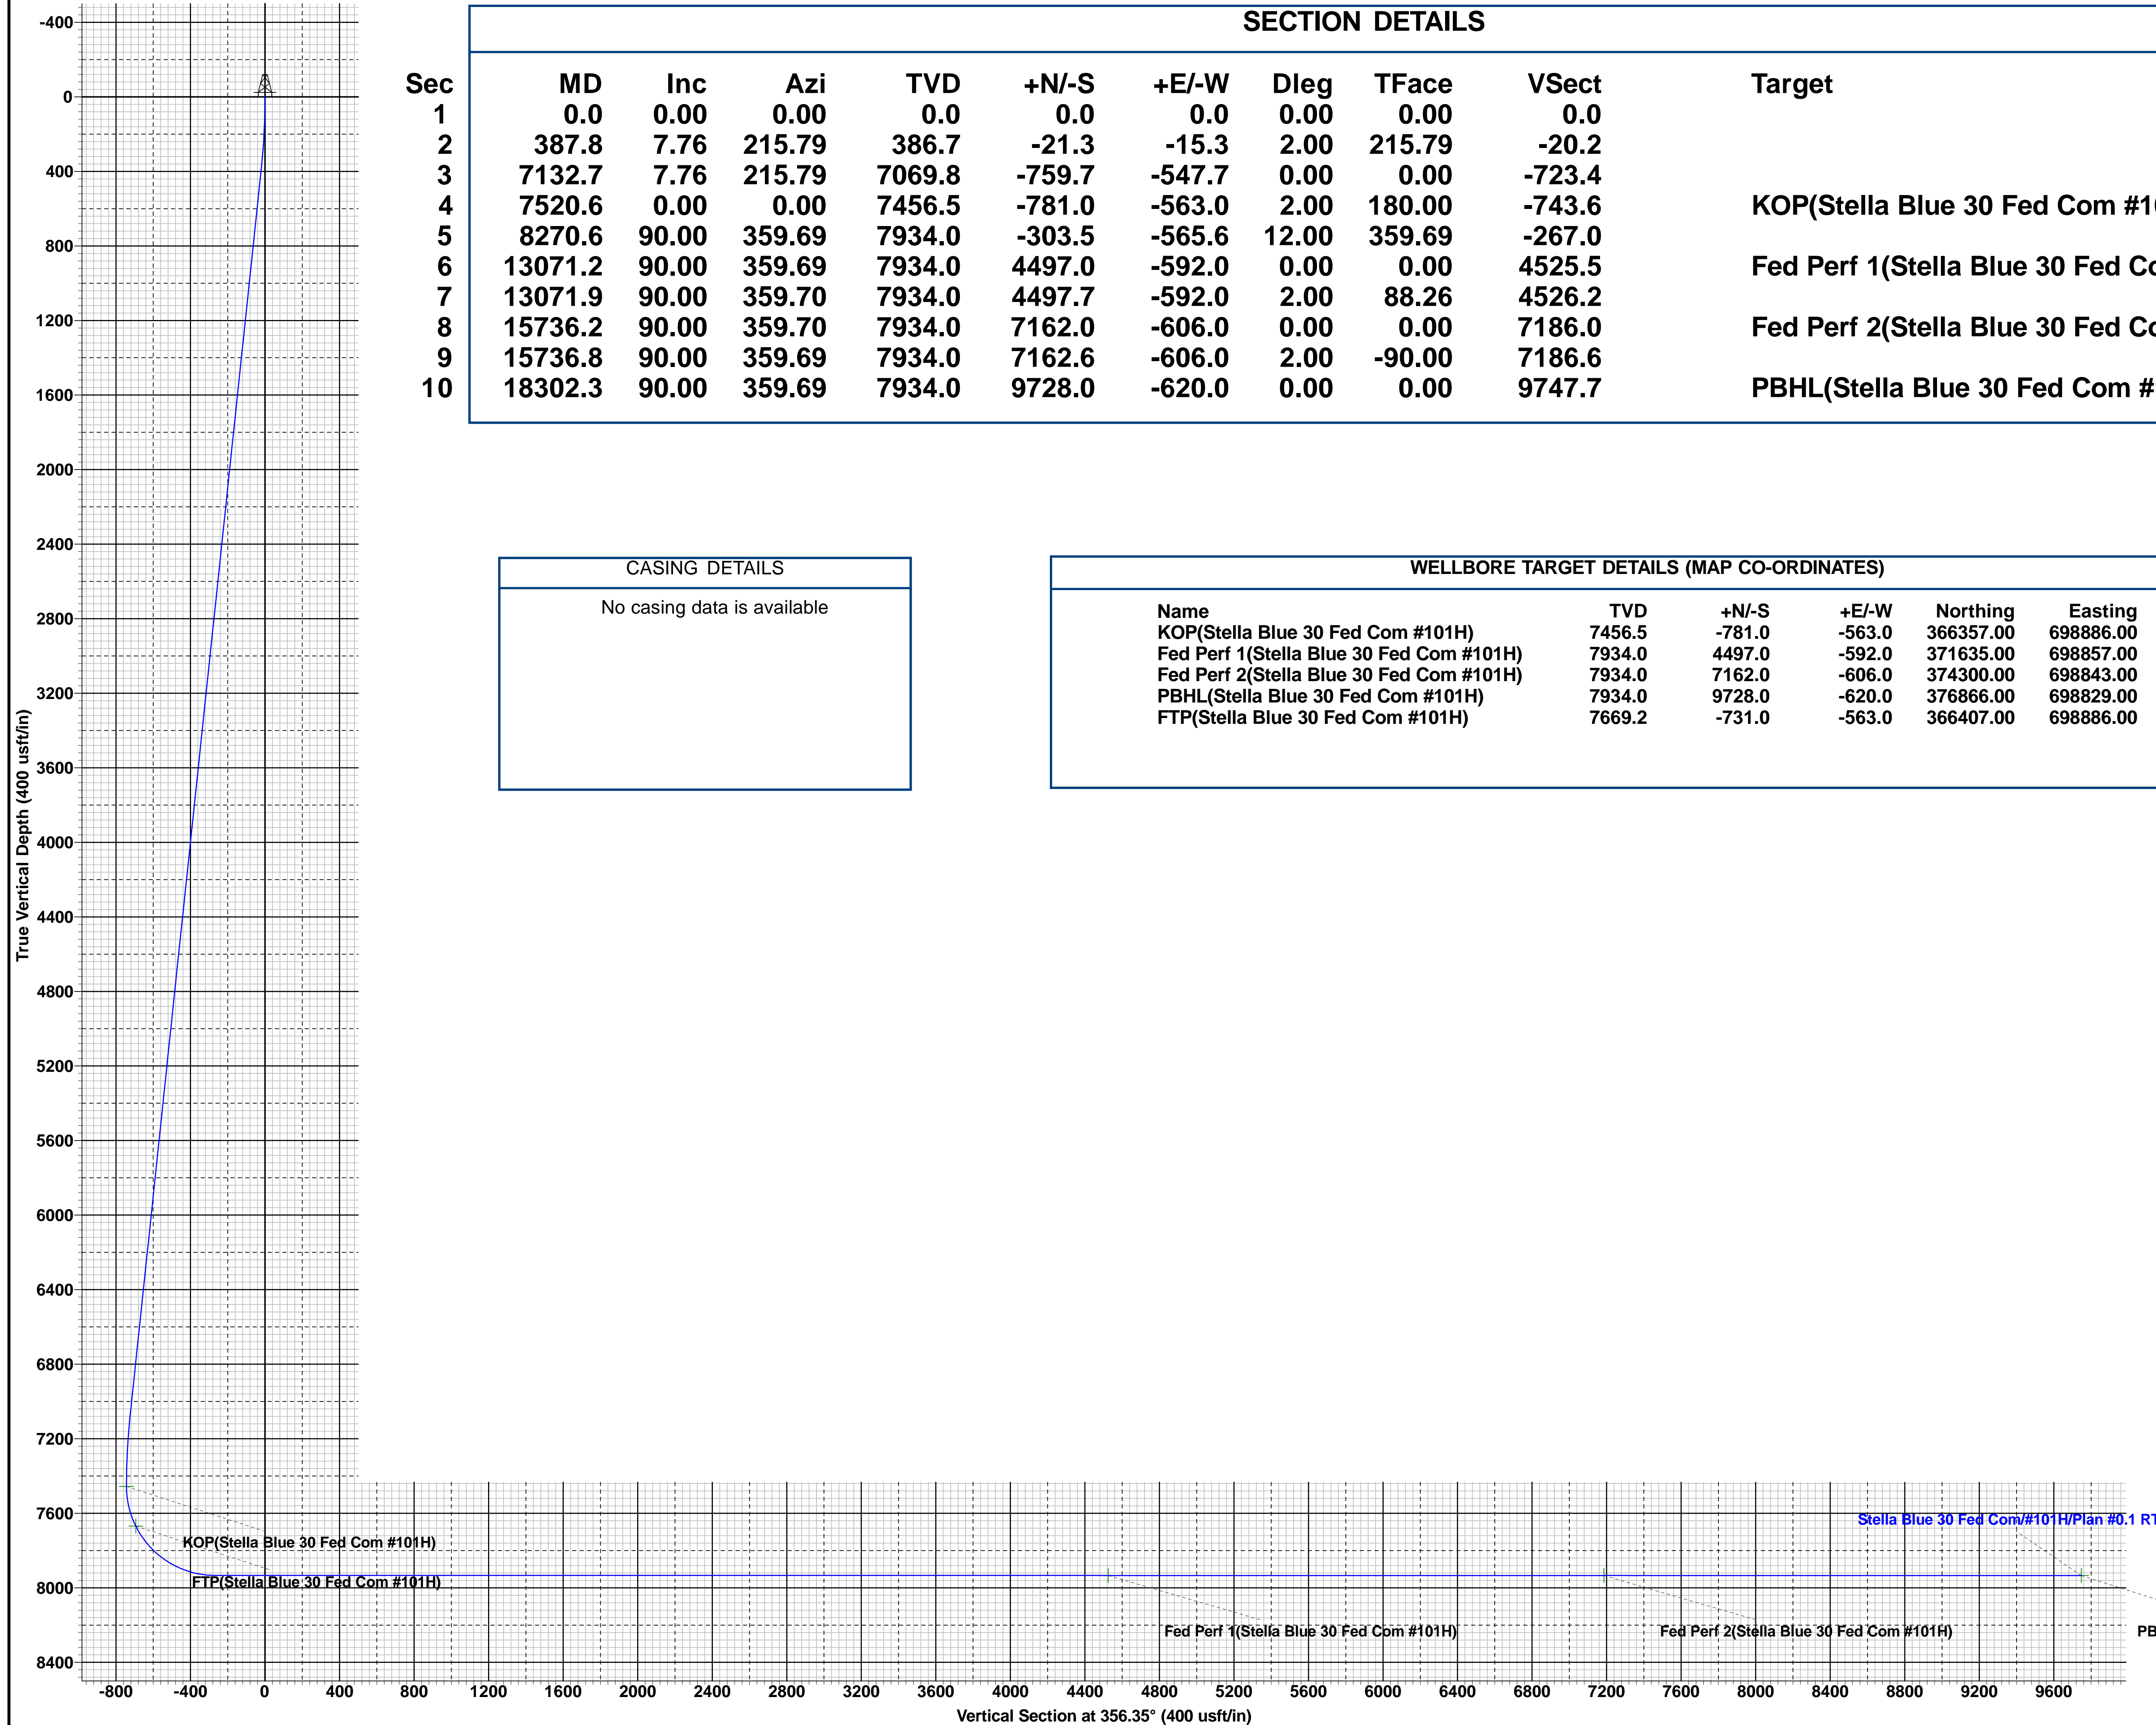 SECTION DETAILS
Sec MD Inc Azi TVD +N/-S +E/-W Dleg TFace VSect Target
1 0.0 0.00 0.00 0.0 0.0 0.0 0.00 0.00 0.0
2 387.8 7.76 215.79 386.7 -21.3 -15.3 2.00 215.79 -20.2
3 7132.7 7.76 215.79 7069.8 -759.7 -547.7 0.00 0.00 -723.4
4 7520.6 0.00 0.00 7456.5 -781.0 -563.0 2.00 180.00 -743.6 KOP(Stella Blue 30 Fed Com #10
5 8270.6 90.00 359.69 7934.0 -303.5 -565.6 12.00 359.69 -267.0
6 13071.2 90.00 359.69 7934.0 4497.0 -592.0 0.00 0.00 4525.5 Fed Perf 1(Stella Blue 30 Fed Co
7 13071.9 90.00 359.70 7934.0 4497.7 -592.0 2.00 88.26 4526.2
8 15736.2 90.00 359.70 7934.0 7162.0 -606.0 0.00 0.00 7186.0 Fed Perf 2(Stella Blue 30 Fed Co
9 15736.8 90.00 359.69 7934.0 7162.6 -606.0 2.00 -90.00 7186.6
10 18302.3 90.00 359.69 7934.0 9728.0 -620.0 0.00 0.00 9747.7 PBHL(Stella Blue 30 Fed Com #
CASING DETAILS
No casing data is available
WELLBORE TARGET DETAILS (MAP CO-ORDINATES)
Name TVD +N/-S +E/-W Northing Easting
KOP(Stella Blue 30 Fed Com #101H) 7456.5 -781.0 -563.0 366357.00 698886.00
Fed Perf 1(Stella Blue 30 Fed Com #101H) 7934.0 4497.0 -592.0 371635.00 698857.00
Fed Perf 2(Stella Blue 30 Fed Com #101H) 7934.0 7162.0 -606.0 374300.00 698843.00
PBHL(Stella Blue 30 Fed Com #101H) 7934.0 9728.0 -620.0 376866.00 698829.00
FTP(Stella Blue 30 Fed Com #101H) 7669.2 -731.0 -563.0 366407.00 698886.00
True Vertical Depth (400 usft/in)
-400
0
400
800
1200
1600
2000
2400
2800
3200
3600
4000
4400
4800
5200
5600
6000
6400
6800
7200
7600
8000
8400
Stella Blue 30 Fed Com/#101H/Plan #0.1 RT
KOP(Stella Blue 30 Fed Com #101H)
FTP(Stella Blue 30 Fed Com #101H)
Fed Perf 1(Stella Blue 30 Fed Com #101H)
Fed Perf 2(Stella Blue 30 Fed Com #101H)
PB
-800 -400 0 400 800 1200 1600 2000 2400 2800 3200 3600 4000 4400 4800 5200 5600 6000 6400 6800 7200 7600 8000 8400 8800 9200 9600
Vertical Section at 356.35° (400 usft/in)